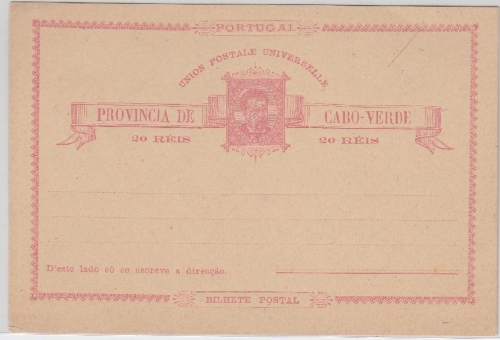 PORTUGAL
UNION POSTALE UNIVERSELLE
PROVINCIA DE CABO-VERDE
20 RÉIS 20 RÉIS
D'este lado só se escreve a direcção.
BILHETE POSTAL